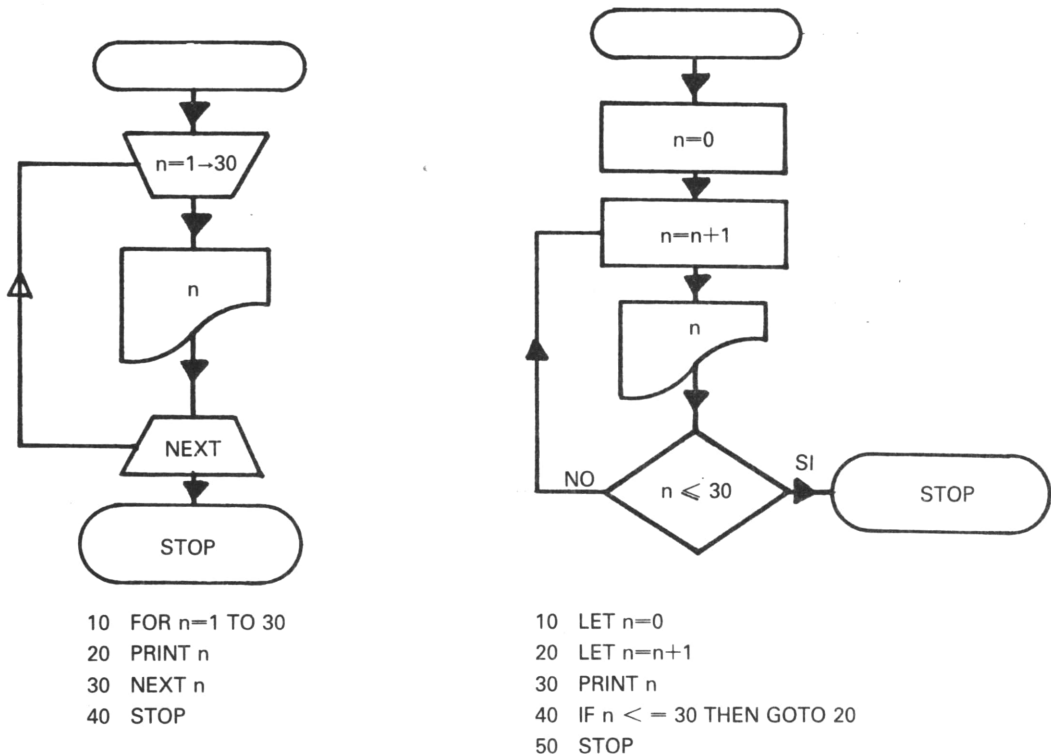 n=1→30
n
NEXT
STOP
10 FOR n=1 TO 30
20 PRINT n
30 NEXT n
40 STOP
n=0
n=n+1
n
n ⩽ 30
NO
SI
STOP
10 LET n=0
20 LET n=n+1
30 PRINT n
40 IF n < = 30 THEN GOTO 20
50 STOP